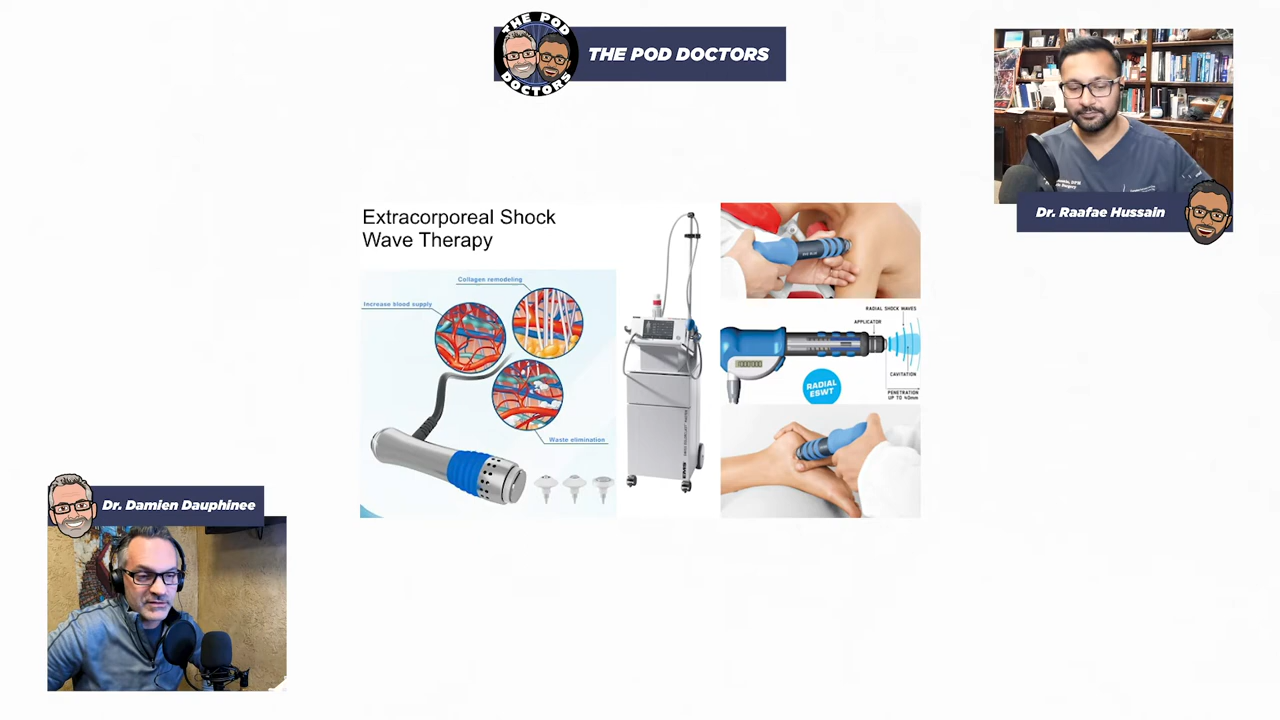 THE POD
DOCTORS
THE POD DOCTORS
Dr. Raafae Hussain
Extracorporeal Shock
Wave Therapy
Collagen remodeling
Increase blood supply
Waste elimination
RADIAL SHOCK WAVES
APPLICATOR
CAVITATION
PENETRATION
UP TO 40mm
RADIAL
ESWT
EMS
Dr. Damien Dauphinee